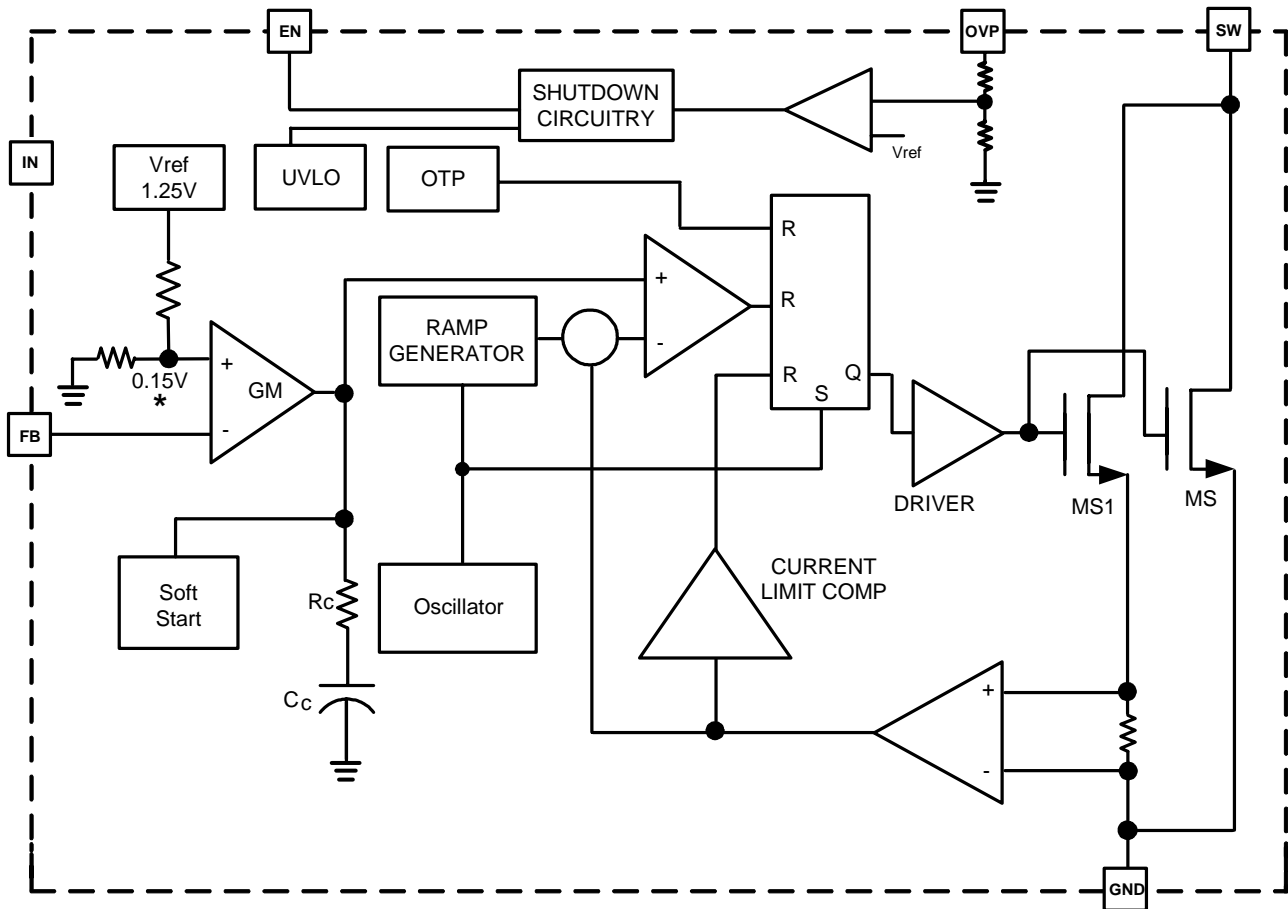 EN
OVP
SW
SHUTDOWN
CIRCUITRY
Vref
IN
Vref
1.25V
UVLO
OTP
R
+
R
RAMP
GENERATOR
-
+
0.15V
*
GM
R
Q
S
FB
-
DRIVER
MS1
MS
CURRENT
LIMIT COMP
Soft
Start
Rc
Oscillator
Cc
+
-
GND